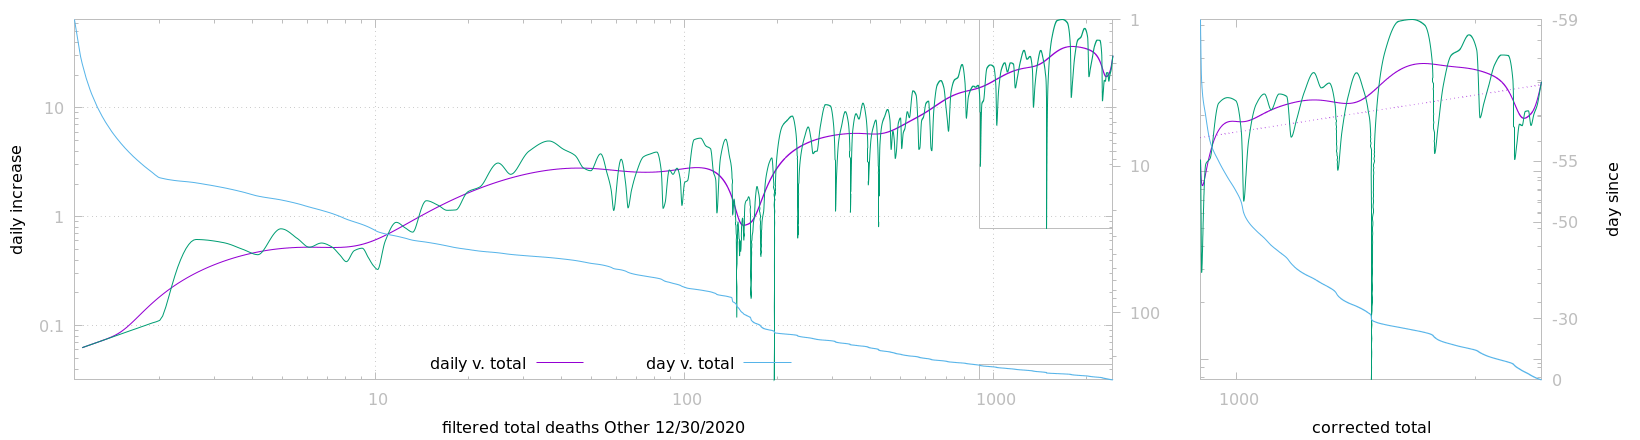 daily increase
10
1
0.1
daily v. total
day v. total
10
100
1000
filtered total deaths Other 12/30/2020
1
10
100
-59
-55
-50
-30
0
day since
1000
corrected total